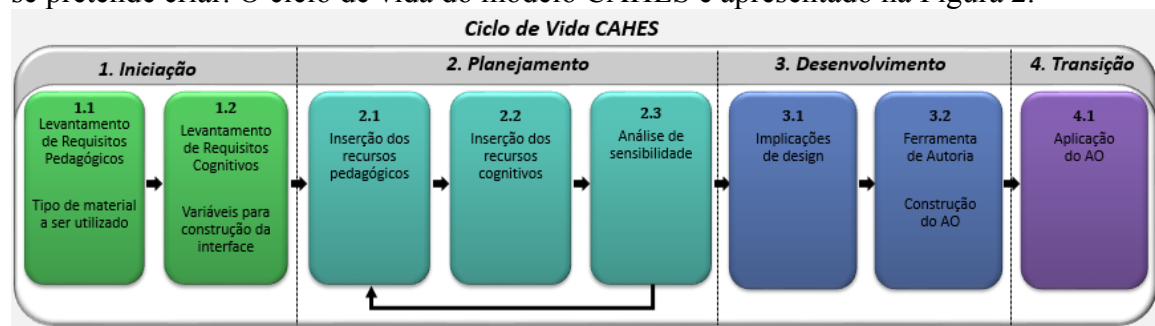 se pretende criar. O ciclo de vida do modelo CAHES é apresentado na Figura 2.
Ciclo de Vida CAHES
1. Iniciação
2. Planejamento
3. Desenvolvimento
4. Transição
1.1
Levantamento
de Requisitos
Pedagógicos
Tipo de material
a ser utilizado
1.2
Levantamento
de Requisitos
Cognitivos
Variáveis para
construção da
interface
2.1
Inserção dos
recursos
pedagógicos
2.2
Inserção dos
recursos
cognitivos
2.3
Análise de
sensibilidade
3.1
Implicações
de design
3.2
Ferramenta
de Autoria
Construção
do AO
4.1
Aplicação
do AO